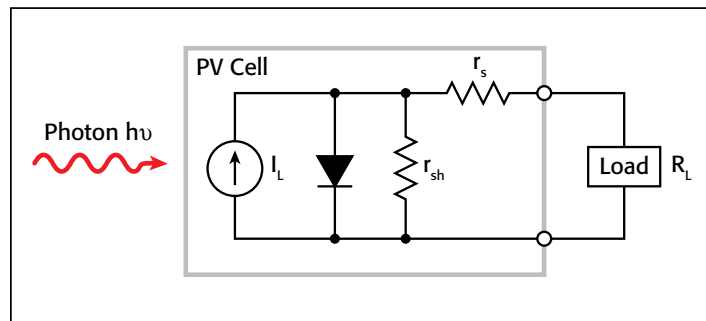 PV Cell
r_s
Photon hυ
I_L
r_sh
Load
R_L